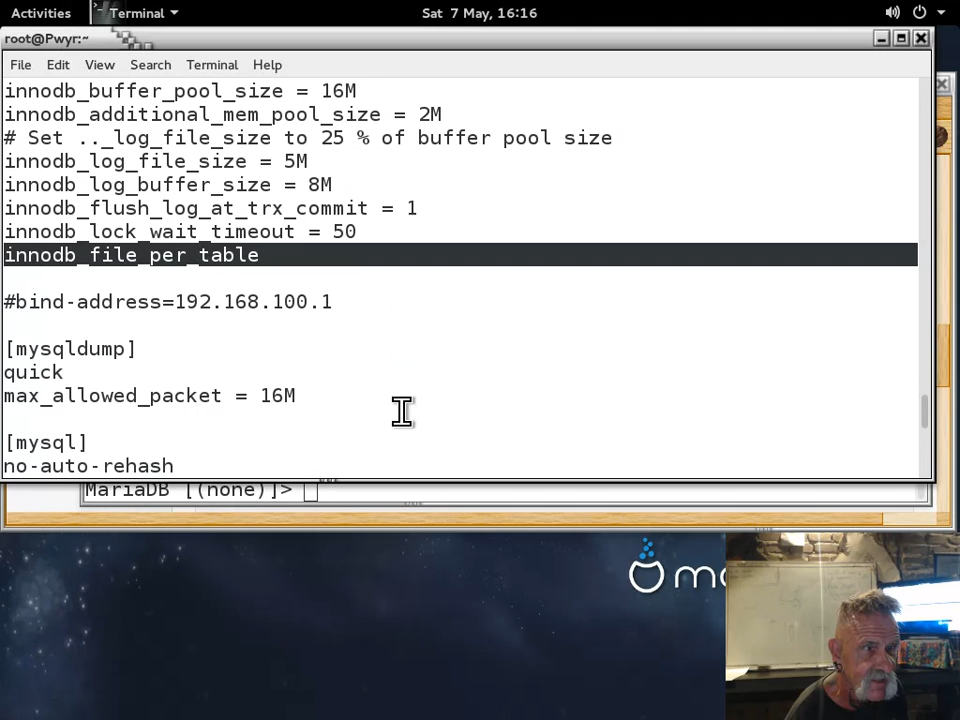 Activities
Terminal
Sat 7 May, 16:16
root@Pwyr:~
File Edit View Search Terminal Help
innodb_buffer_pool_size = 16M
innodb_additional_mem_pool_size = 2M
# Set .._log_file_size to 25 % of buffer pool size
innodb_log_file_size = 5M
innodb_log_buffer_size = 8M
innodb_flush_log_at_trx_commit = 1
innodb_lock_wait_timeout = 50
innodb_file_per_table
#bind-address=192.168.100.1
[mysqldump]
quick
max_allowed_packet = 16M
[mysql]
no-auto-rehash
MariaDB [(none)]>